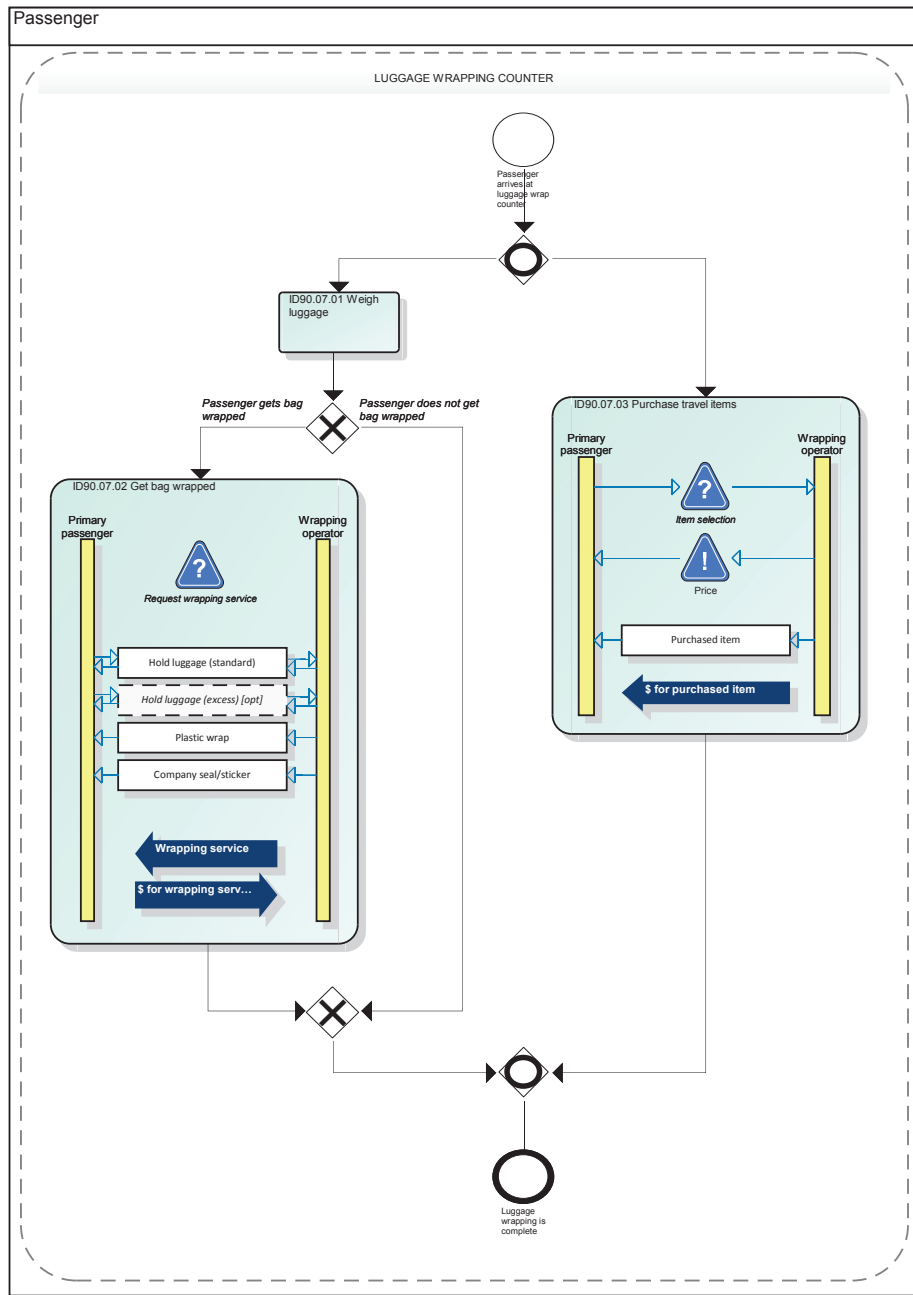 Passenger
LUGGAGE WRAPPING COUNTER
Passenger
arrives at
luggage wrap
counter
ID90.07.01 Weigh
luggage
Passenger gets bag
wrapped
Passenger does not get
bag wrapped
ID90.07.03 Purchase travel items
Primary
passenger
Wrapping
operator
?
Item selection
!
Price
Purchased item
$ for purchased item
ID90.07.02 Get bag wrapped
Primary
passenger
Wrapping
operator
?
Request wrapping service
Hold luggage (standard)
Hold luggage (excess) [opt]
Plastic wrap
Company seal/sticker
Wrapping service
$ for wrapping serv...
Luggage
wrapping is
complete